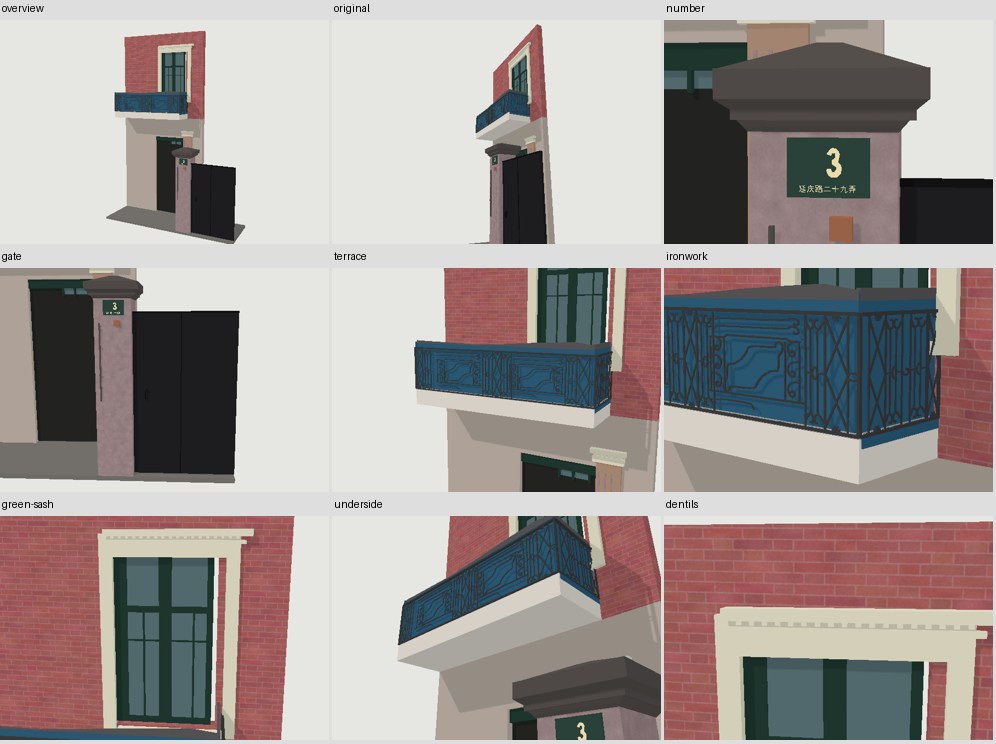 overview
original
number
3
延庆路二十九弄
gate
3
terrace
ironwork
green-sash
underside
3
dentils